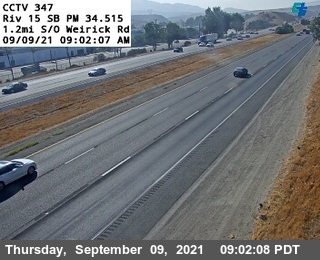 CCTV 347
Riv 15 SB PM 34.515
1.2mi S/O Weirick Rd
09/09/21 09:02:07 AM
Thursday, September 09, 2021 09:02:08 PDT